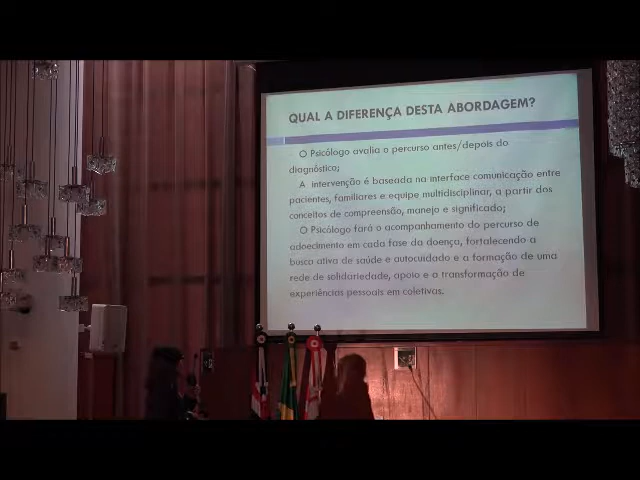 QUAL A DIFERENÇA DESTA ABORDAGEM?
O Psicólogo avalia o percurso antes/depois do
diagnóstico;
A intervenção é baseada na interface comunicação entre
pacientes, familiares e equipe multidisciplinar, a partir dos
conceitos de compreensão, manejo e significado;
O Psicólogo fará o acompanhamento do percurso de
adoecimento em cada fase da doença, fortalecendo a
busca ativa de saúde e autocuidado e a formação de uma
rede de solidariedade, apoio e a transformação de
experiências pessoais em coletivas.